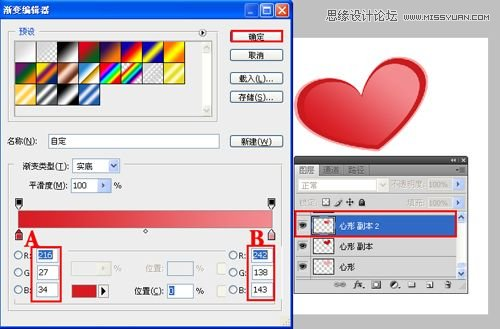 思缘设计论坛 WWW.MISSYUAN.COM
渐变编辑器
预设
确定
取消
载入(L)...
存储(S)...
名称(N): 自定
新建(W)
渐变类型(T): 实底
平滑度(M): 100 %
A
B
R: 216
G: 27
B: 34
位置: %
位置(C): 0 %
R: 242
G: 138
B: 143
图层 通道 路径
正常 不透明度: 100%
锁定: 填充: 100%
心形 副本 2
心形 副本
心形
fx